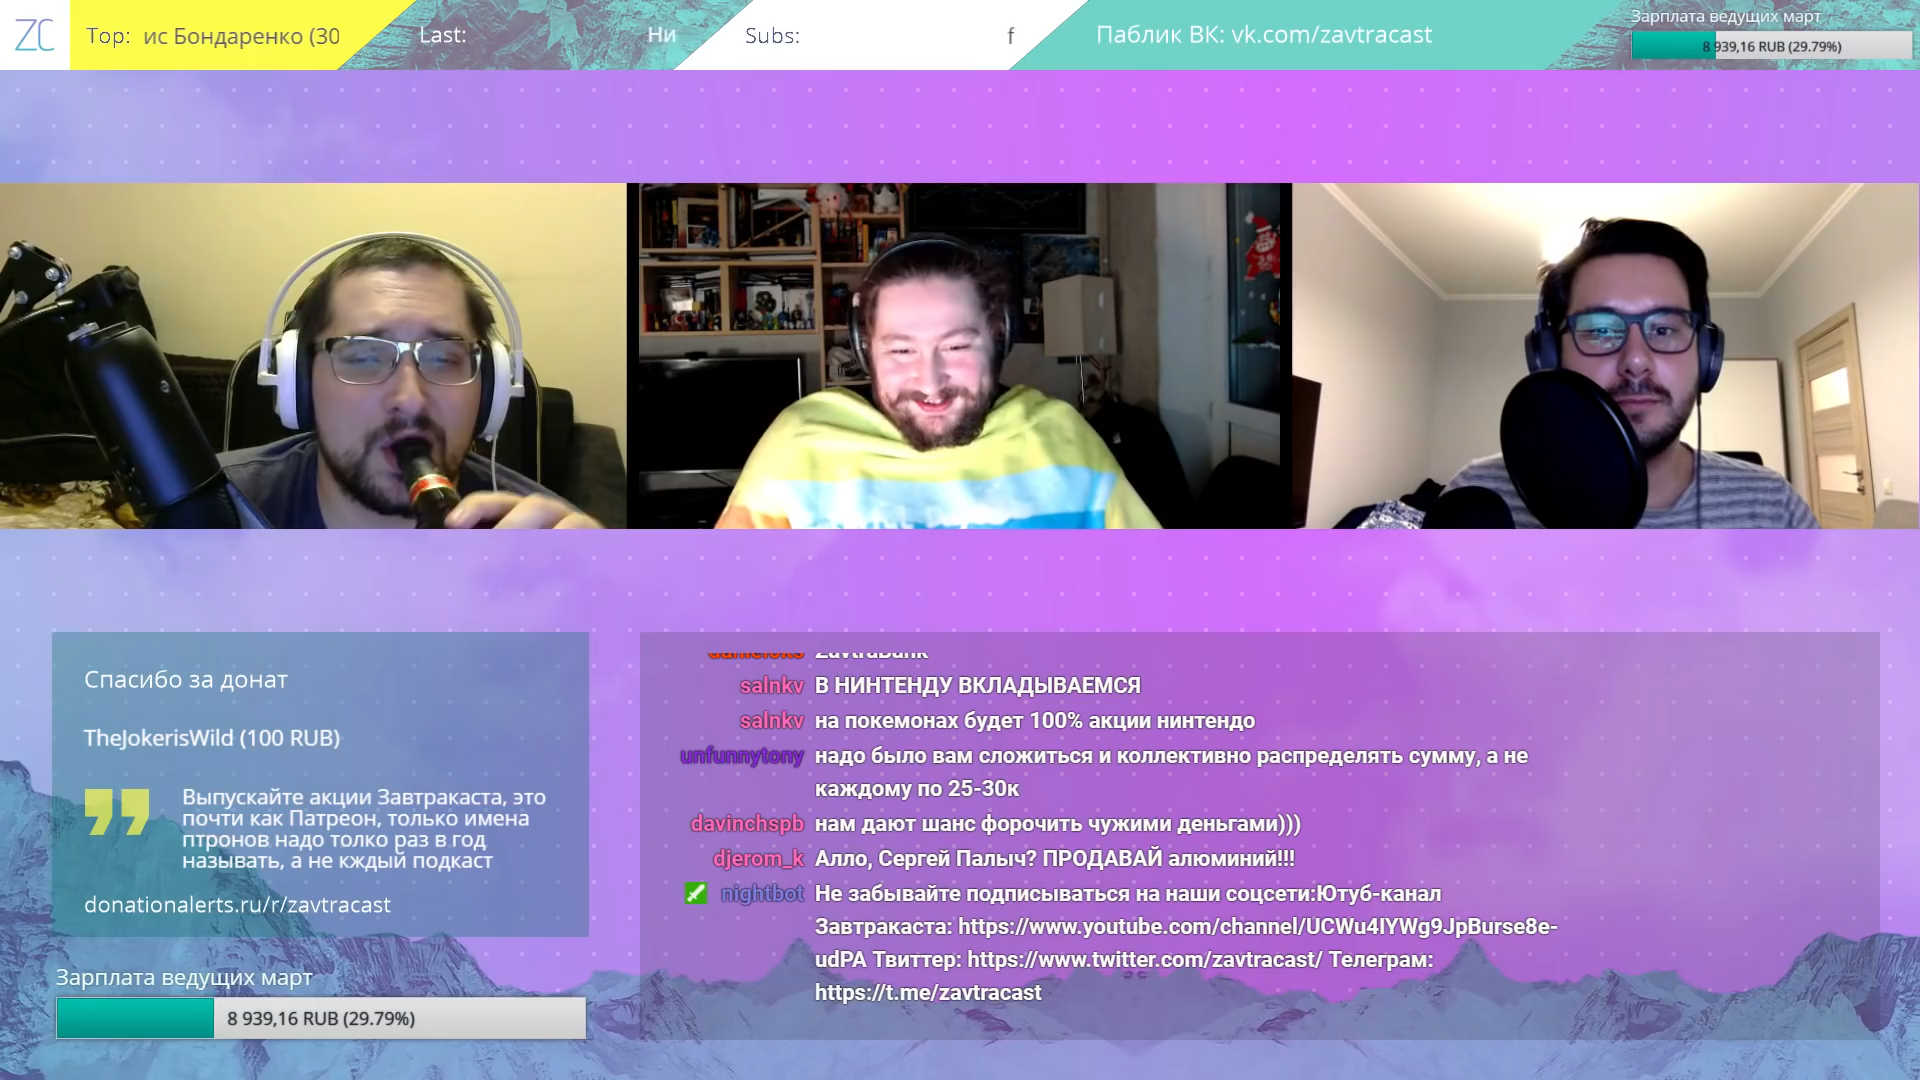 ZC
Top: ис Бондаренко (30
Last: Ни
Subs: f
Паблик ВК: vk.com/zavtracast
Зарплата ведущих март
8 939,16 RUB (29.79%)
Спасибо за донат
TheJokerisWild (100 RUB)
Выпускайте акции Завтракаста, это
почти как Патреон, только имена
птронов надо толко раз в год
называть, а не кждый подкаст
donationalerts.ru/r/zavtracast
Зарплата ведущих март
8 939,16 RUB (29.79%)
ZavtraBank
salnkv В НИНТЕНДУ ВКЛАДЫВАЕМСЯ
salnkv на покемонах будет 100% акции нинтендо
unfunnytony надо было вам сложиться и коллективно распределять сумму, а не
каждому по 25-30к
davinchspb нам дают шанс форочить чужими деньгами)))
djerom_k Алло, Сергей Палыч? ПРОДАВАЙ алюминий!!!
nightbot Не забывайте подписываться на наши соцсети:Ютуб-канал
Завтракаста: https://www.youtube.com/channel/UCWu4IYWg9JpBurse8e-
udPA Твиттер: https://www.twitter.com/zavtracast/ Телеграм:
https://t.me/zavtracast